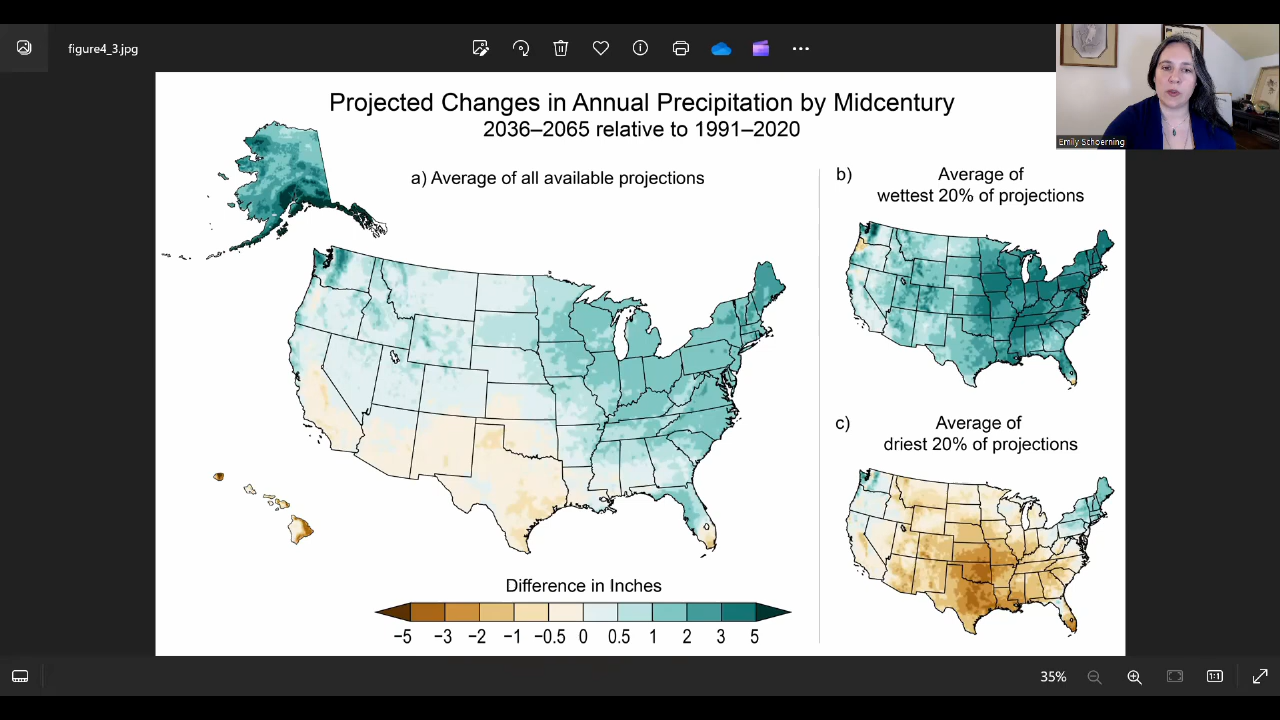 figure4_3.jpg
Emily Schoerning
Projected Changes in Annual Precipitation by Midcentury
2036–2065 relative to 1991–2020
a) Average of all available projections
b) Average of
wettest 20% of projections
c) Average of
driest 20% of projections
Difference in Inches
−5 −3 −2 −1 −0.5 0 0.5 1 2 3 5
35%
1:1